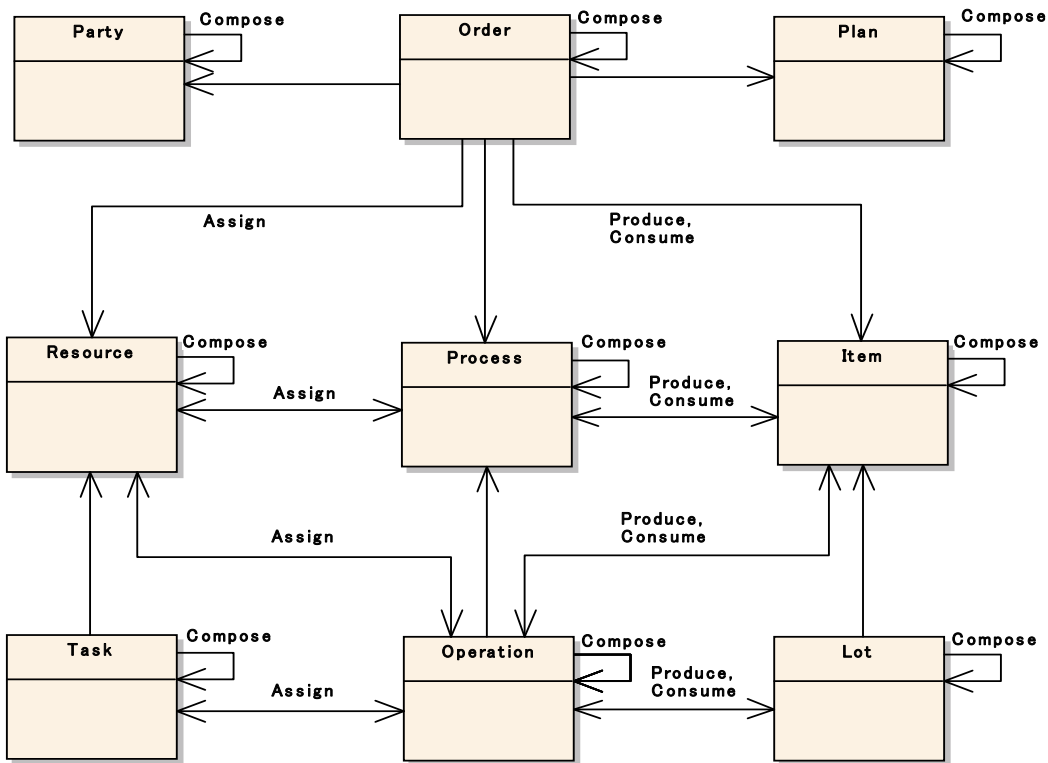 Party
Compose
Order
Compose
Plan
Compose
Assign
Produce,
Consume
Resource
Compose
Process
Compose
Item
Compose
Assign
Produce,
Consume
Assign
Produce,
Consume
Task
Compose
Operation
Compose
Lot
Compose
Assign
Produce,
Consume